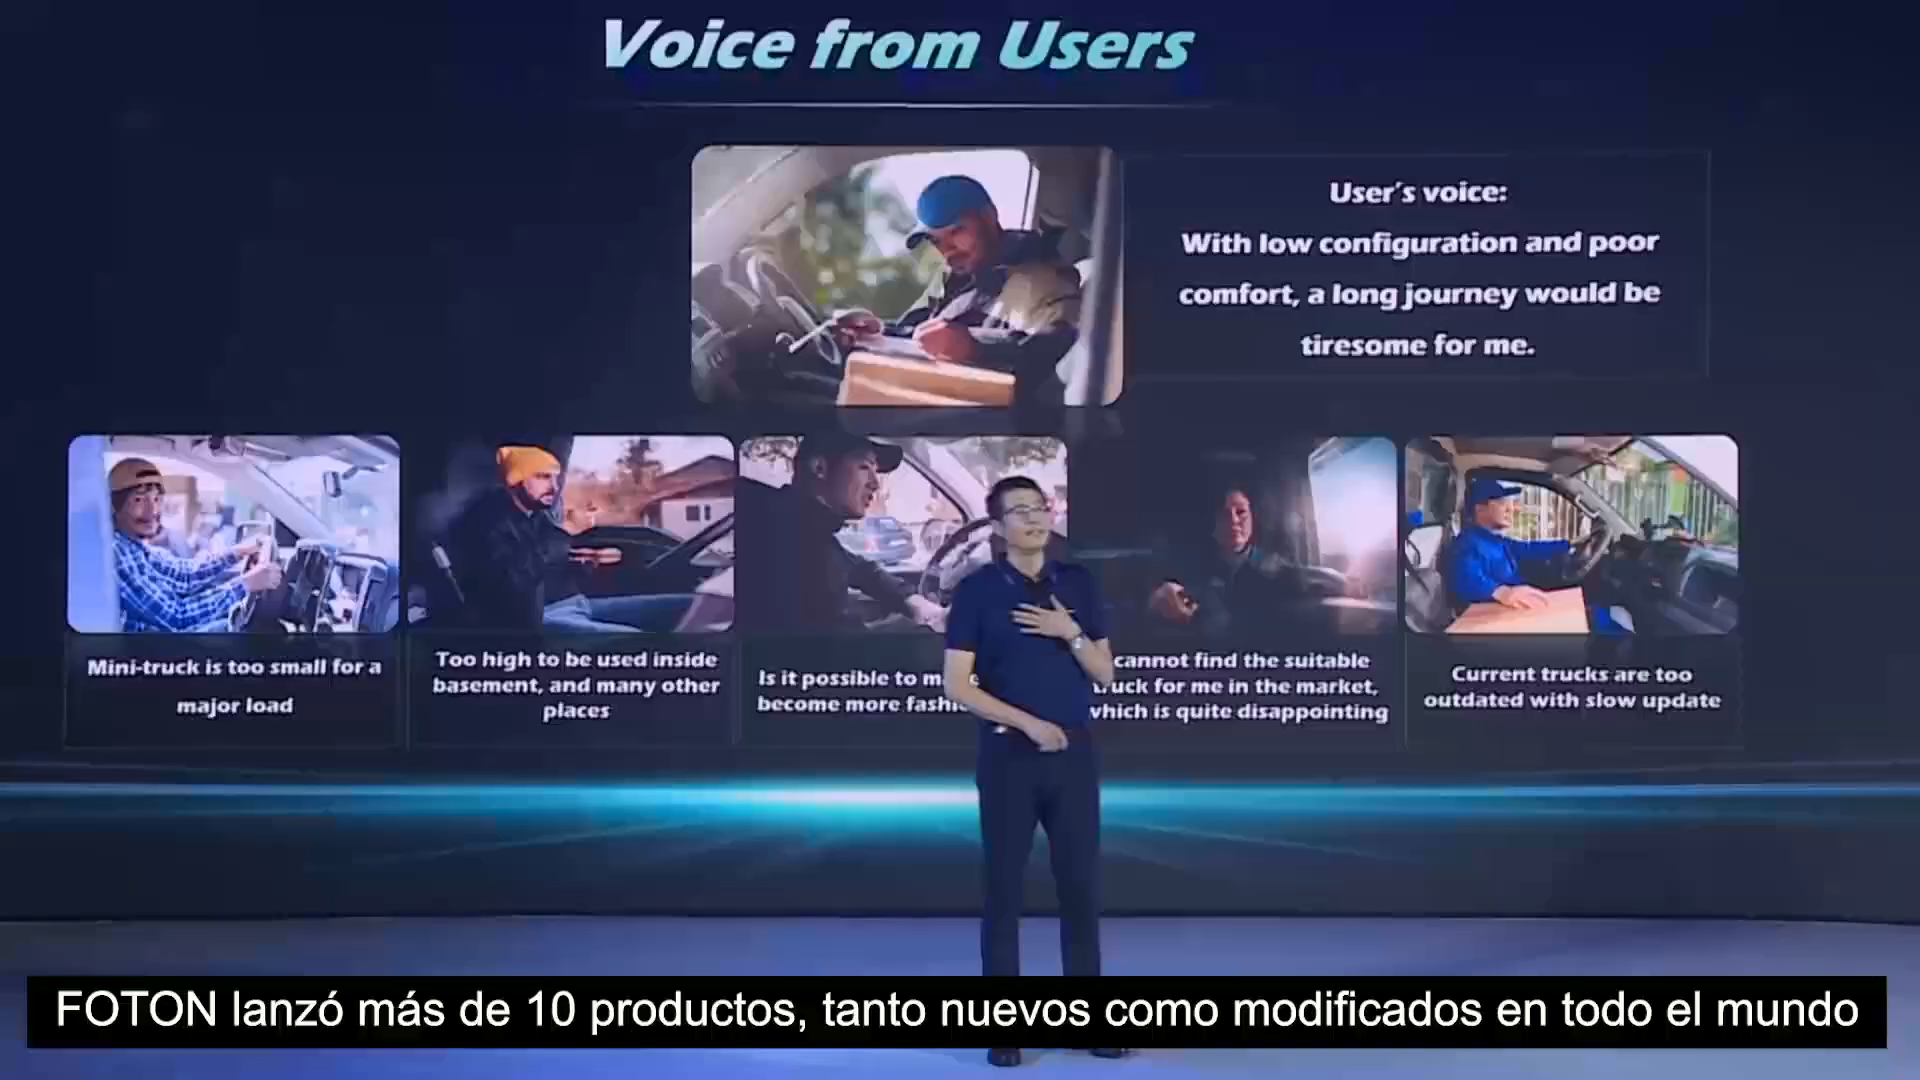 Voice from Users
User's voice:
With low configuration and poor
comfort, a long journey would be
tiresome for me.
Mini-truck is too small for a
major load
Too high to be used inside
basement, and many other
places
Is it possible to
become more
cannot find the suitable
truck for me in the market,
which is quite disappointing
Current trucks are too
outdated with slow update
FOTON lanzó más de 10 productos, tanto nuevos como modificados en todo el mundo